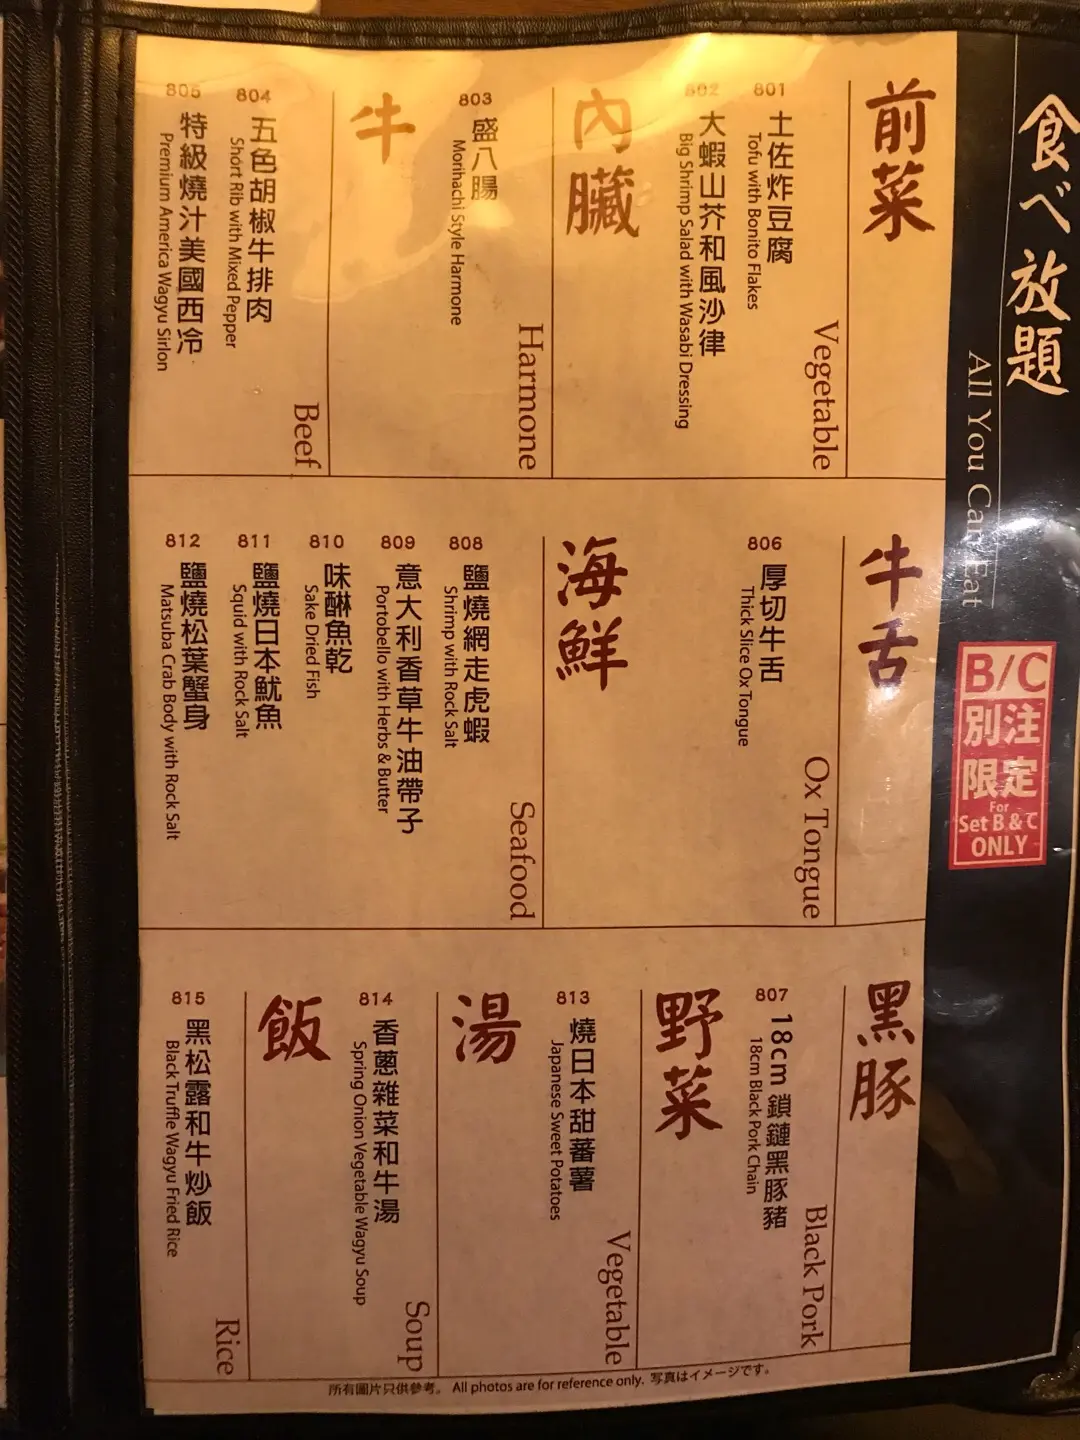 食べ放題
All You Can Eat
B/C
別注
限定
For
Set B & C
ONLY
前菜
Vegetable
801
土佐炸豆腐
Tofu with Bonito Flakes
802
大蝦山芥和風沙律
Big Shrimp Salad with Wasabi Dressing
內臟
Harmone
803
盛八腸
Morihachi Style Harmone
牛
Beef
804
五色胡椒牛排肉
Short Rib with Mixed Pepper
805
特級燒汁美國西冷
Premium America Wagyu Sirlon
牛舌
Ox Tongue
806
厚切牛舌
Thick Slice Ox Tongue
海鮮
Seafood
808
鹽燒網走虎蝦
Shrimp with Rock Salt
809
意大利香草牛油帶子
Portobello with Herbs & Butter
810
味醂魚乾
Sake Dried Fish
811
鹽燒日本魷魚
Squid with Rock Salt
812
鹽燒松葉蟹身
Matsuba Crab Body with Rock Salt
黑豚
Black Pork
807
18cm 鎖鏈黑豚豬
18cm Black Pork Chain
野菜
Vegetable
813
燒日本甜蕃薯
Japanese Sweet Potatoes
湯
Soup
814
香蔥雜菜和牛湯
Spring Onion Vegetable Wagyu Soup
飯
Rice
815
黑松露和牛炒飯
Black Truffle Wagyu Fried Rice
所有圖片只供參考。 All photos are for reference only. 写真はイメージです。